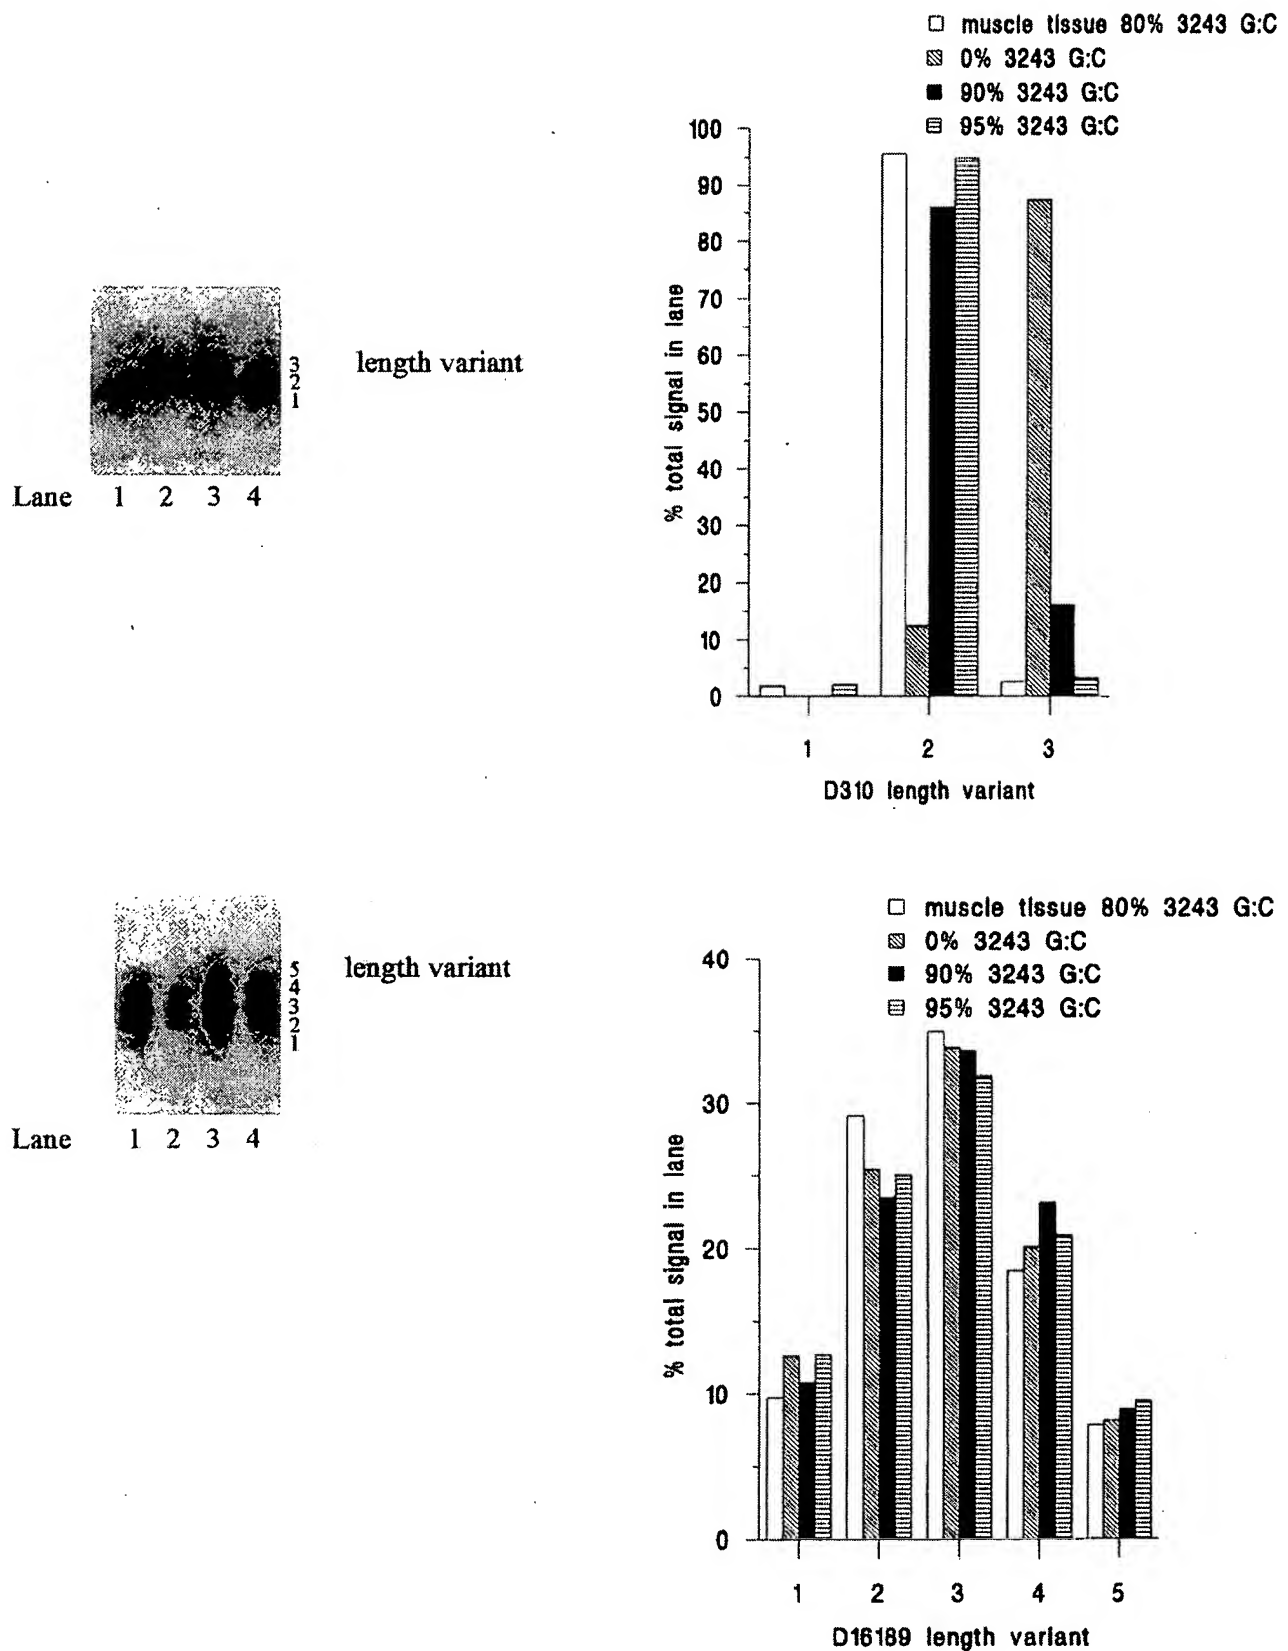 muscle tissue 80% 3243 G:C
0% 3243 G:C
90% 3243 G:C
95% 3243 G:C
100
90
80
70
60
50
40
30
20
10
0
% total signal in lane
1 2 3
D310 length variant
3
2
1
length variant
Lane 1 2 3 4
muscle tissue 80% 3243 G:C
0% 3243 G:C
90% 3243 G:C
95% 3243 G:C
40
30
20
10
0
% total signal in lane
1 2 3 4 5
D16189 length variant
5
4
3
2
1
length variant
Lane 1 2 3 4